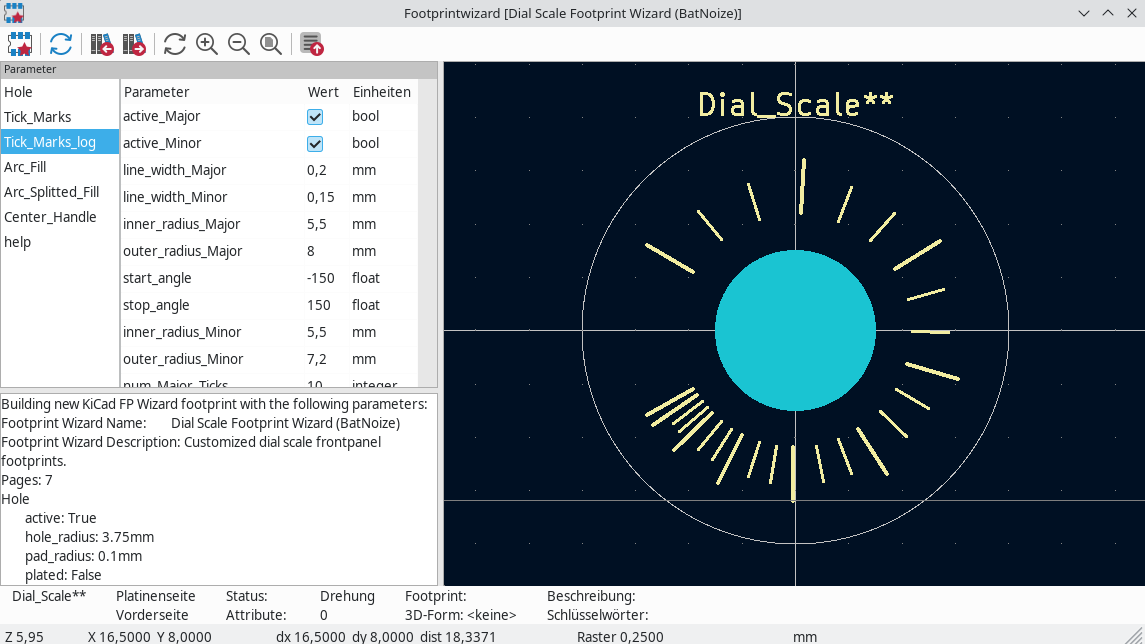 Footprintwizard [Dial Scale Footprint Wizard (BatNoize)]
Parameter
Hole
Tick_Marks
Tick_Marks_log
Arc_Fill
Arc_Splitted_Fill
Center_Handle
help
Parameter Wert Einheiten
active_Major bool
active_Minor bool
line_width_Major 0,2 mm
line_width_Minor 0,15 mm
inner_radius_Major 5,5 mm
outer_radius_Major 8 mm
start_angle -150 float
stop_angle 150 float
inner_radius_Minor 5,5 mm
outer_radius_Minor 7,2 mm
num_Major_Ticks 10 integer
Dial_Scale**
Building new KiCad FP Wizard footprint with the following parameters:
Footprint Wizard Name: Dial Scale Footprint Wizard (BatNoize)
Footprint Wizard Description: Customized dial scale frontpanel
footprints.
Pages: 7
Hole
active: True
hole_radius: 3.75mm
pad_radius: 0.1mm
plated: False
Dial_Scale** Platinenseite Status: Drehung Footprint: Beschreibung:
Vorderseite Attribute: 0 3D-Form: <keine> Schlüsselwörter:
Z 5,95 X 16,5000 Y 8,0000 dx 16,5000 dy 8,0000 dist 18,3371 Raster 0,2500 mm